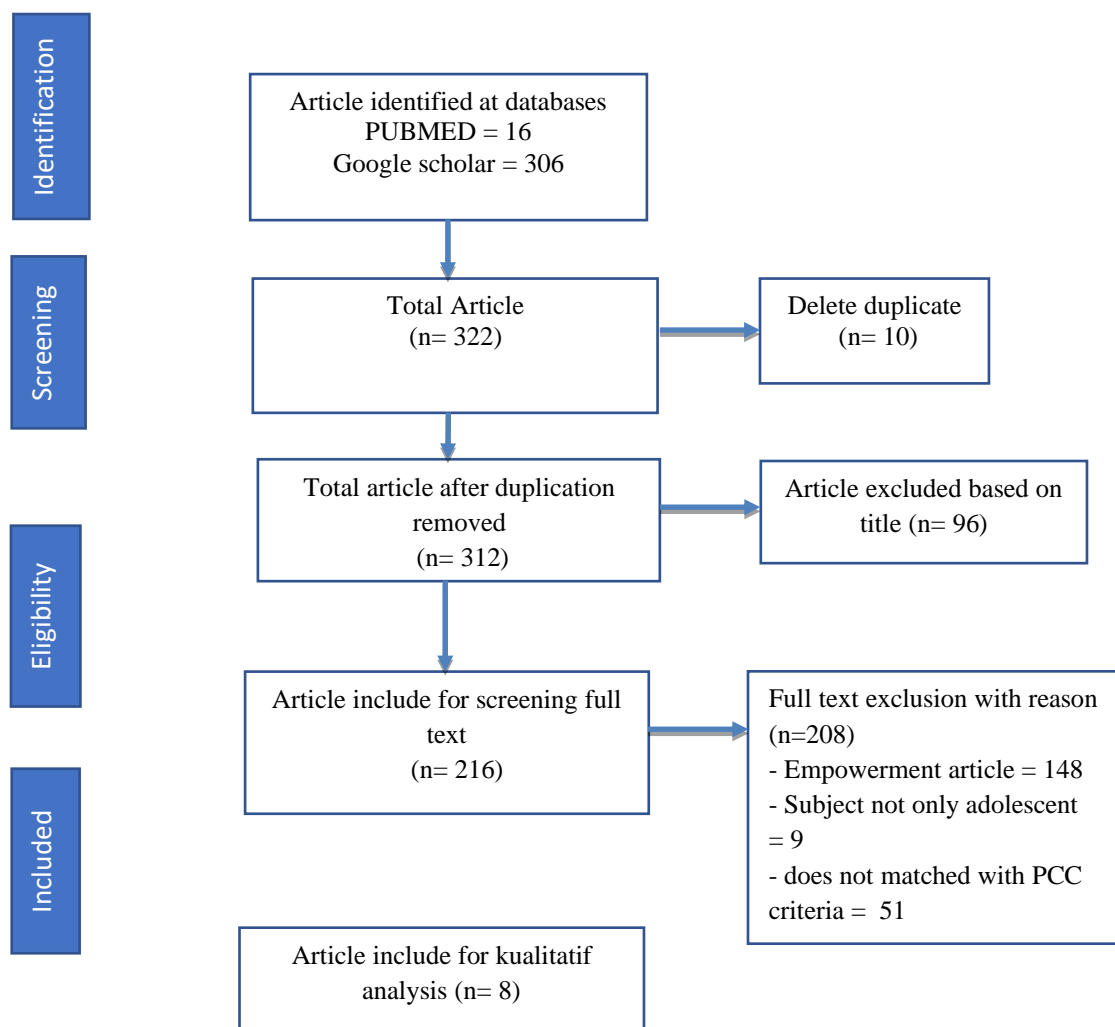 Identification
Article identified at databases
PUBMED = 16
Google scholar = 306
Screening
Total Article
(n= 322)
Delete duplicate
(n= 10)
Total article after duplication
removed
(n= 312)
Article excluded based on
title (n= 96)
Eligibility
Article include for screening full
text
(n= 216)
Full text exclusion with reason
(n=208)
- Empowerment article = 148
- Subject not only adolescent
= 9
- does not matched with PCC
criteria = 51
Included
Article include for kualitatif
analysis (n= 8)